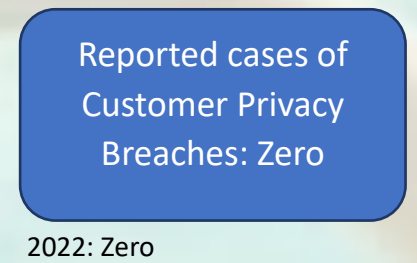 Reported cases of
Customer Privacy
Breaches: Zero
2022: Zero